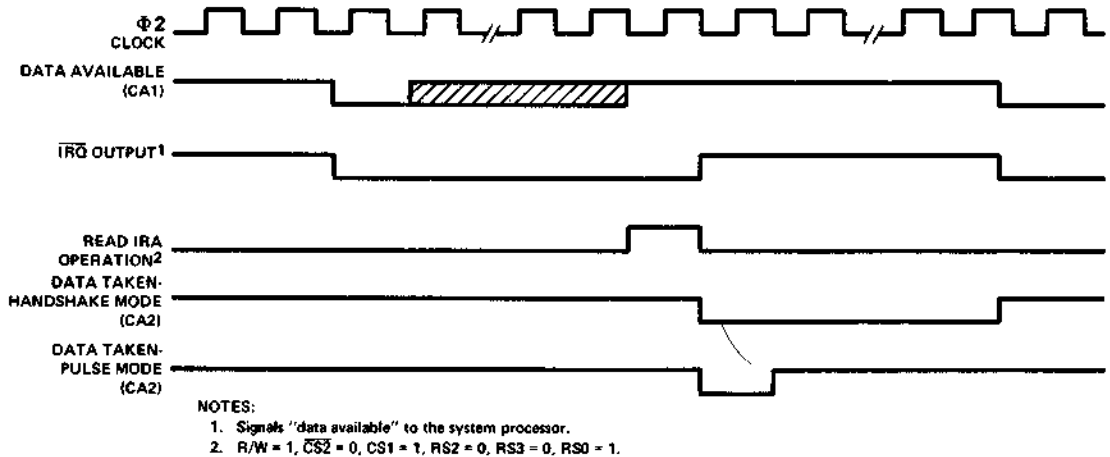 Φ2
CLOCK
DATA AVAILABLE
(CA1)
IRQ OUTPUT1
READ IRA
OPERATION2
DATA TAKEN-
HANDSHAKE MODE
(CA2)
DATA TAKEN-
PULSE MODE
(CA2)
NOTES:
1. Signals "data available" to the system processor.
2. R/W = 1, CS2 = 0, CS1 = 1, RS2 = 0, RS3 = 0, RS0 = 1.